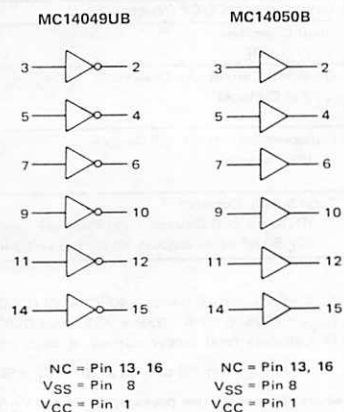 MC14049UB
3 2
5 4
7 6
9 10
11 12
14 15
NC = Pin 13, 16
VSS = Pin 8
VCC = Pin 1
MC14050B
3 2
5 4
7 6
9 10
11 12
14 15
NC = Pin 13, 16
VSS = Pin 8
VCC = Pin 1